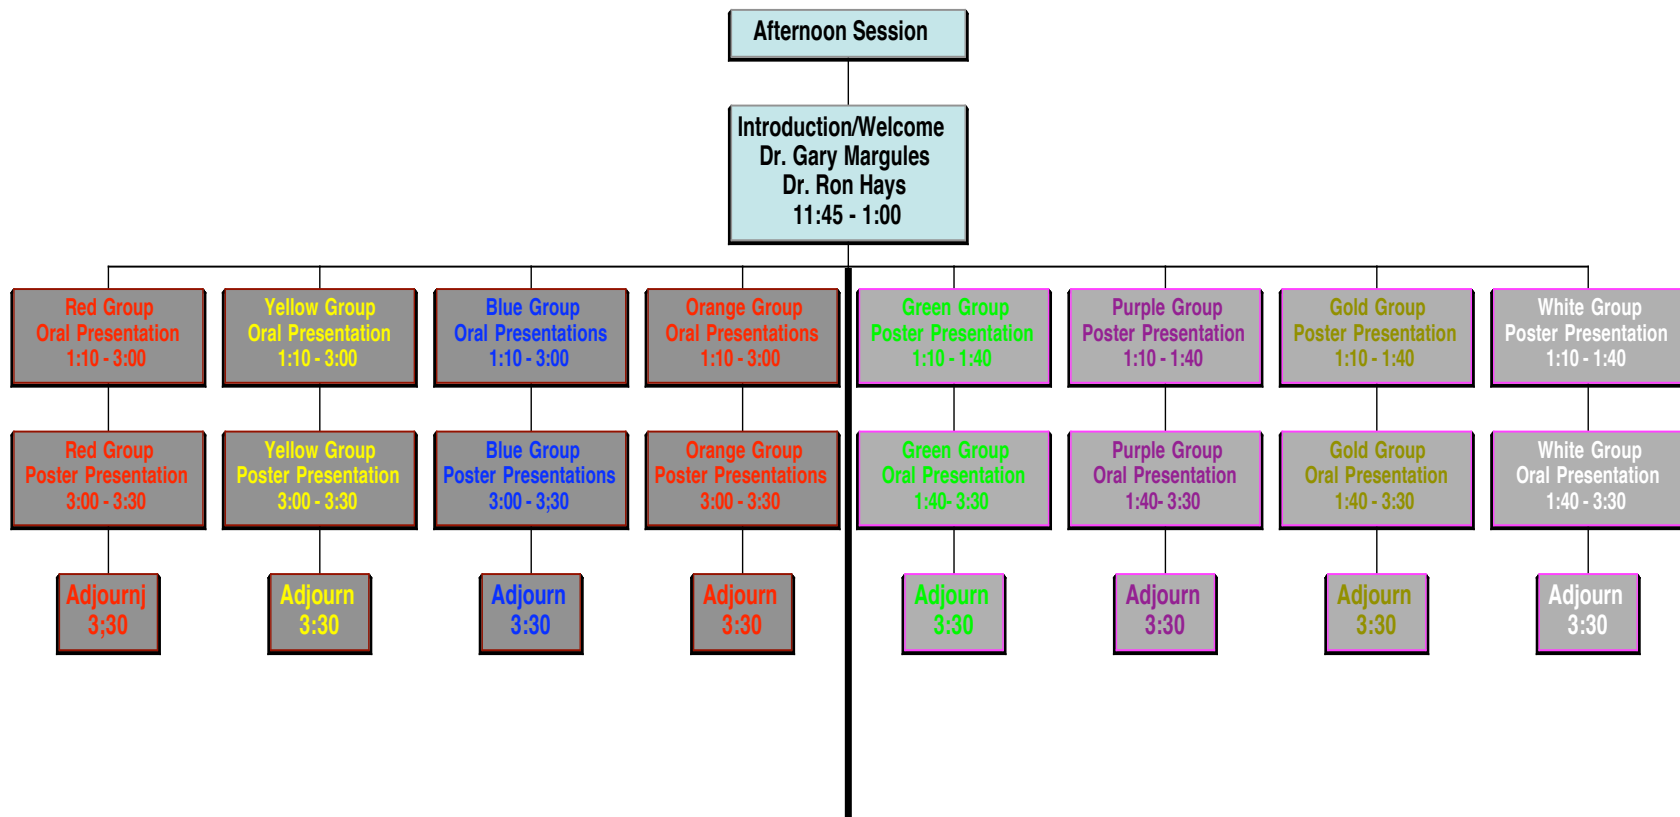 Afternoon Session
Introduction/Welcome
Dr. Gary Margules
Dr. Ron Hays
11:45 - 1:00
Red Group
Oral Presentation
1:10 - 3:00
Yellow Group
Oral Presentation
1:10 - 3:00
Blue Group
Oral Presentations
1:10 - 3:00
Orange Group
Oral Presentations
1:10 - 3:00
Green Group
Poster Presentation
1:10 - 1:40
Purple Group
Poster Presentation
1:10 - 1:40
Gold Group
Poster Presentation
1:10 - 1:40
White Group
Poster Presentation
1:10 - 1:40
Red Group
Poster Presentation
3:00 - 3:30
Yellow Group
Poster Presentation
3:00 - 3:30
Blue Group
Poster Presentations
3:00 - 3;30
Orange Group
Poster Presentations
3:00 - 3:30
Green Group
Oral Presentation
1:40- 3:30
Purple Group
Oral Presentation
1:40- 3:30
Gold Group
Oral Presentation
1:40- 3:30
White Group
Oral Presentation
1:40 - 3:30
Adjournj
3;30
Adjourn
3:30
Adjourn
3:30
Adjourn
3:30
Adjourn
3:30
Adjourn
3:30
Adjourn
3:30
Adjourn
3:30